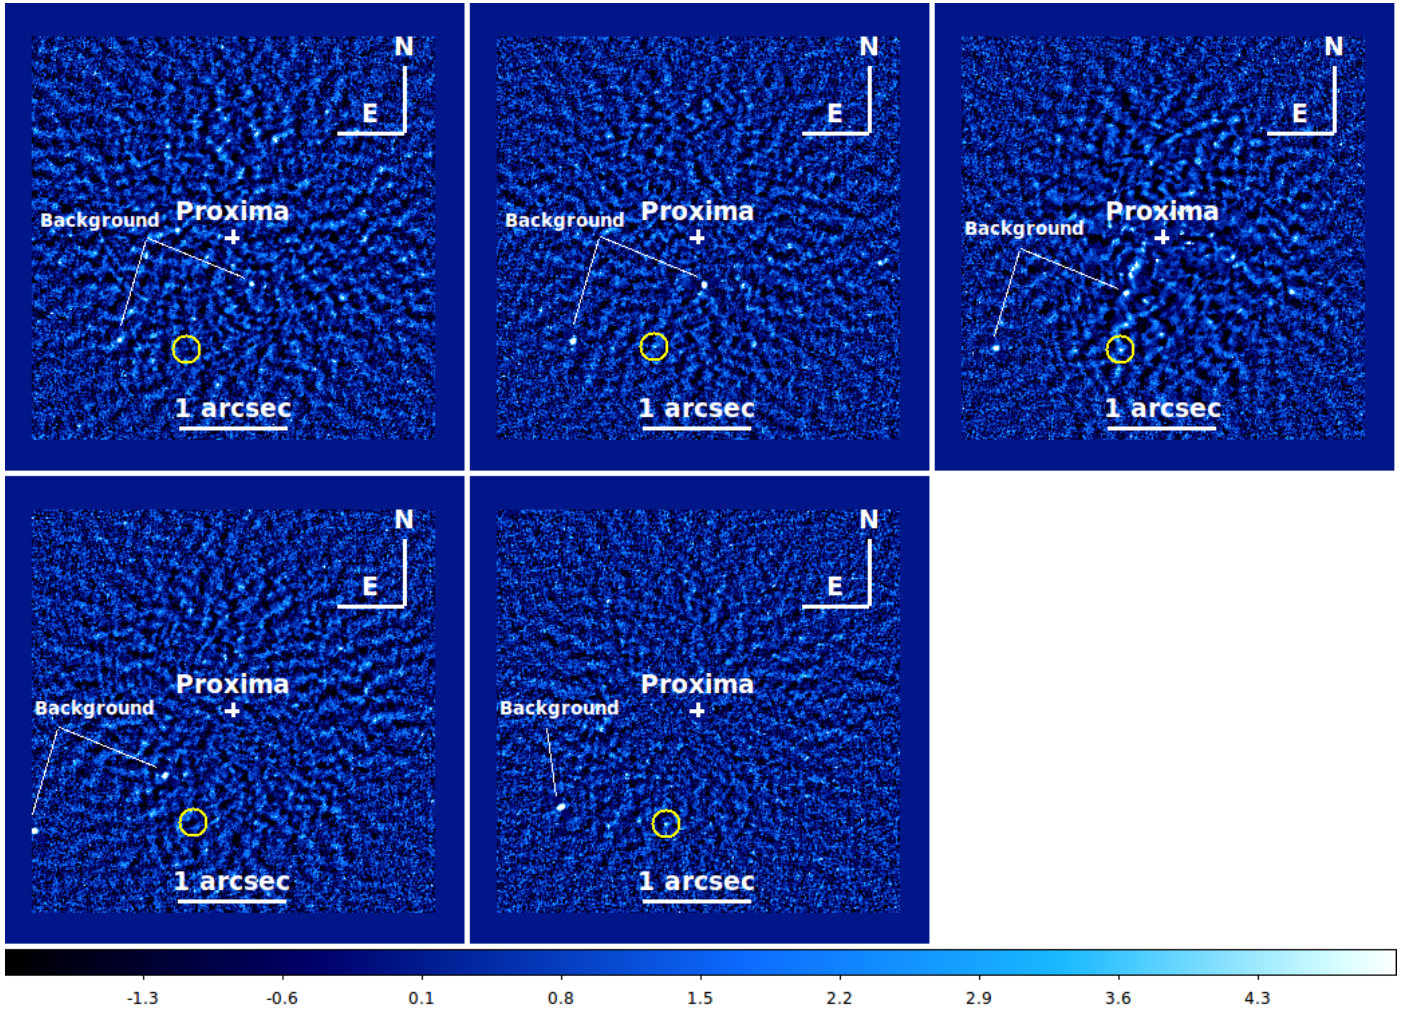 N
E
Proxima
Background
1 arcsec
N
E
Proxima
Background
1 arcsec
N
E
Proxima
Background
1 arcsec
N
E
Proxima
Background
1 arcsec
N
E
Proxima
Background
1 arcsec
-1.3 -0.6 0.1 0.8 1.5 2.2 2.9 3.6 4.3